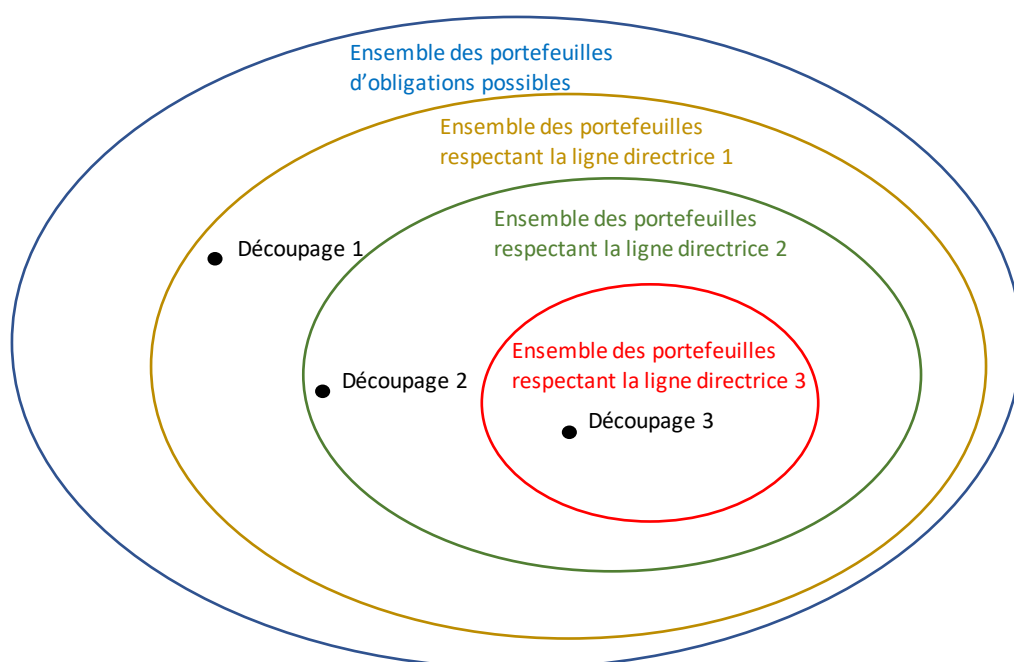 Ensemble des portefeuilles
d’obligations possibles
Ensemble des portefeuilles
respectant la ligne directrice 1
Ensemble des portefeuilles
respectant la ligne directrice 2
Découpage 1
Ensemble des portefeuilles
respectant la ligne directrice 3
Découpage 2
Découpage 3